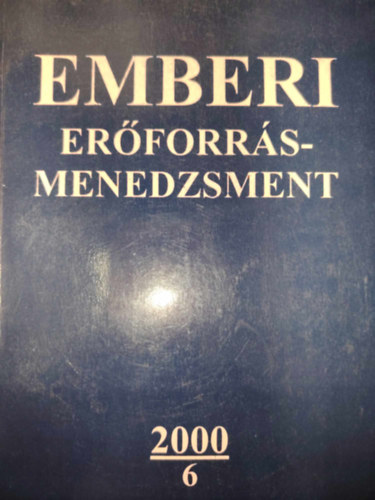 EMBERI
ERŐFORRÁS-
MENEDZSMENT
2000
6